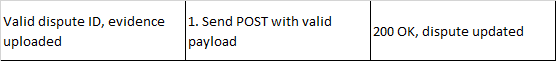 Valid dispute ID, evidence
uploaded
1. Send POST with valid
payload
200 OK, dispute updated